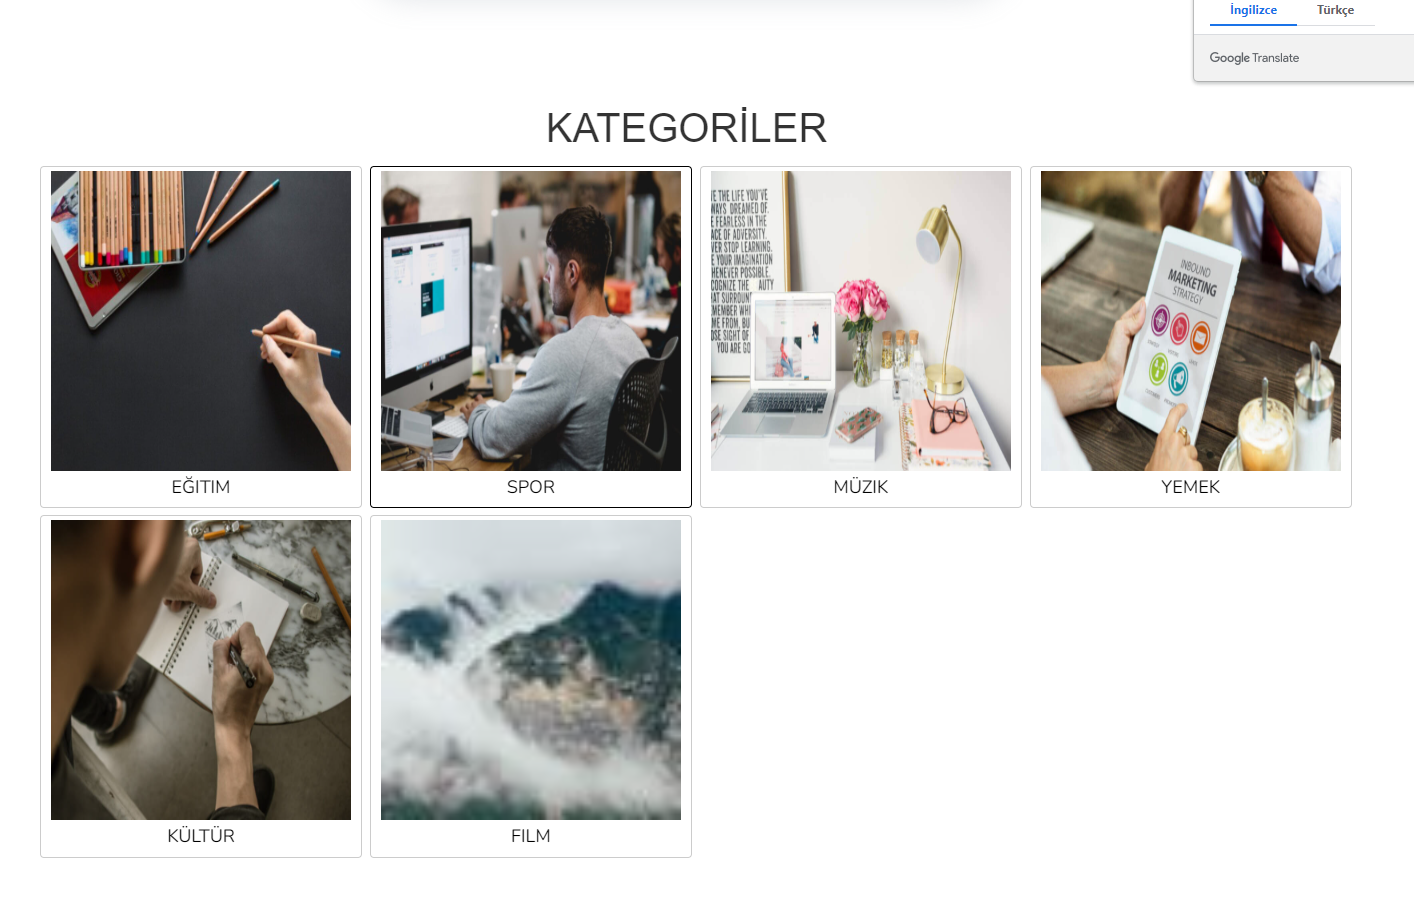 İngilizce Türkçe
Google Translate
KATEGORİLER
E THE LIFE YOU'VE
WAYS DREAMED OF.
E FEARLESS IN THE
ACE OF ADVERSITY.
VER STOP LEARNING.
E YOUR IMAGINATION
HENEVER POSSIBLE.
COGNIZE THE AUTY
HAT SURROUN
EMEMBER WH
ME FROM, BU
OSE SIGHT OF
YOU ARE GO
INBOUND
MARKETING
STRATEGY
EĞITIM
SPOR
MÜZIK
YEMEK
KÜLTÜR
FILM